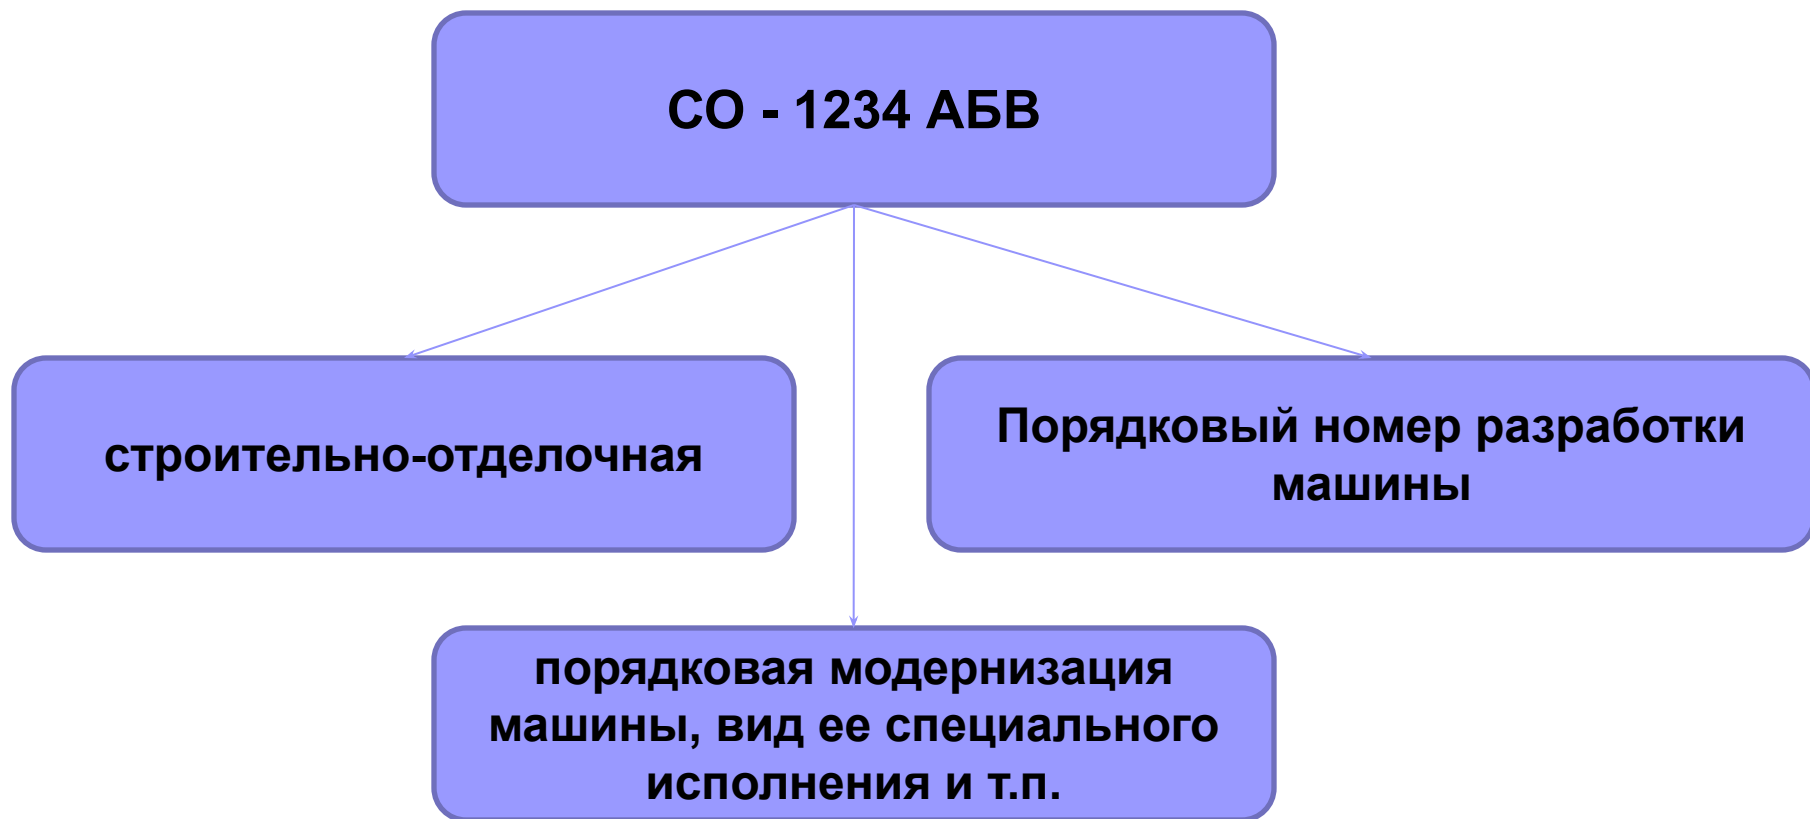 СО - 1234 АБВ
строительно-отделочная
Порядковый номер разработки
машины
порядковая модернизация
машины, вид ее специального
исполнения и т.п.